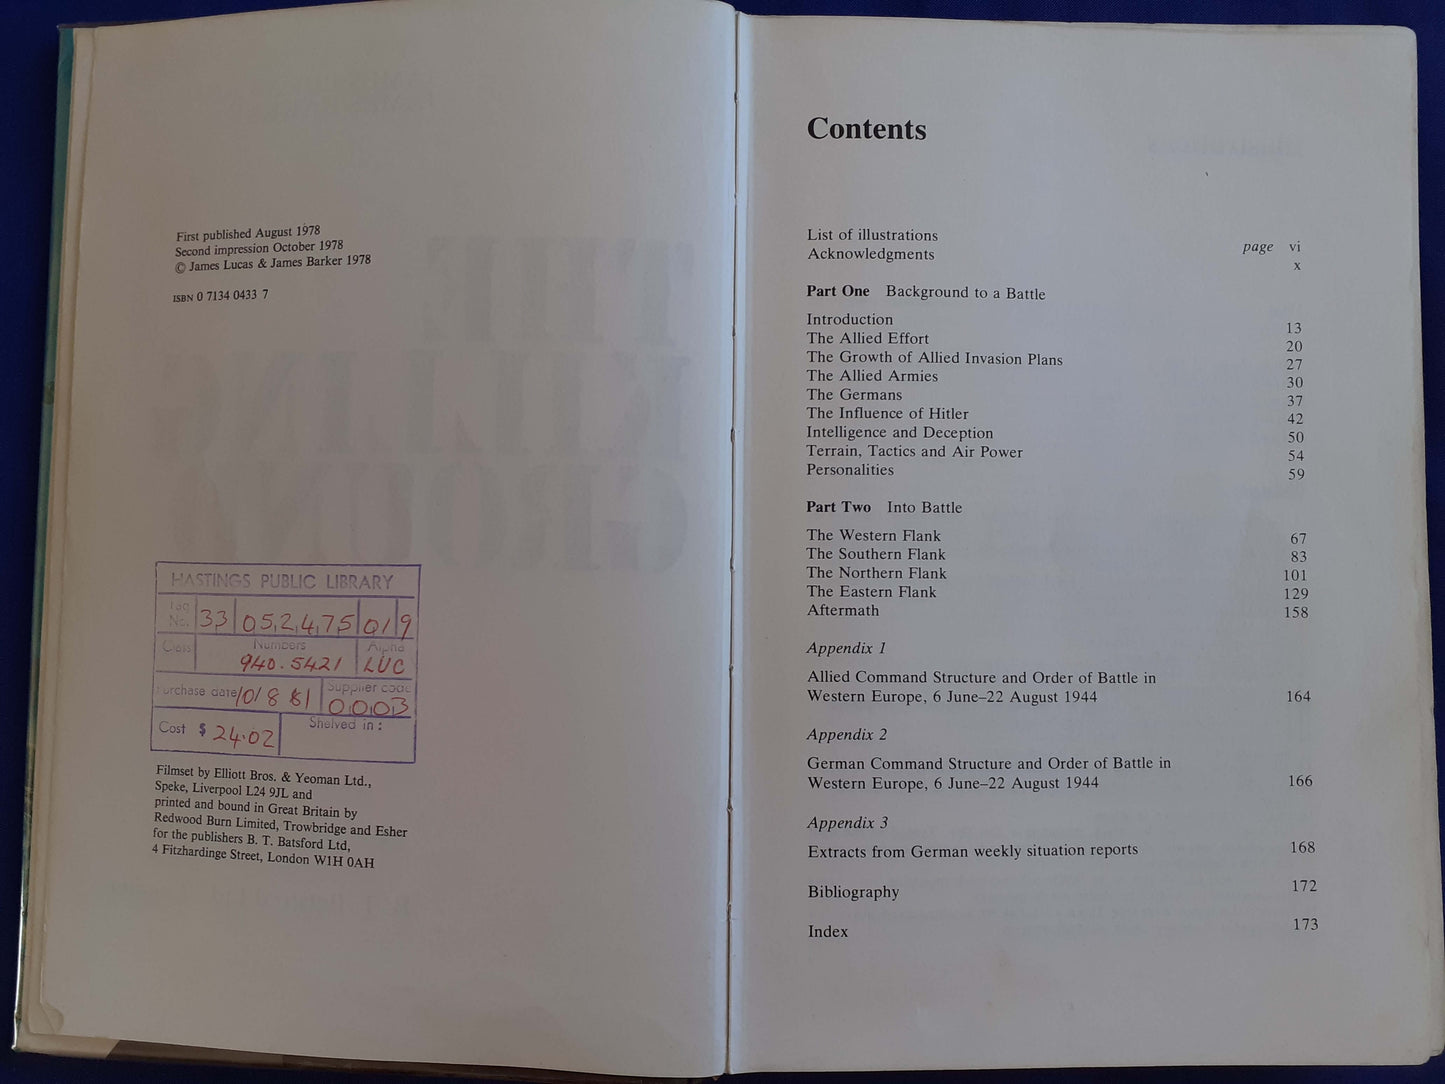 First published August 1978
Second impression October 1978
© James Lucas & James Barker 1978
ISBN 0 7134 0433 7
HASTINGS PUBLIC LIBRARY
No. 33 05,2,4,7,5 01 9
Class Numbers Alpha
940.5421 LUC
Purchase date 10/8/81 Supplier code
0,0,0,3
Cost $ 24.02 Shelved in :
Filmset by Elliott Bros. & Yeoman Ltd.,
Speke, Liverpool L24 9JL and
printed and bound in Great Britain by
Redwood Burn Limited, Trowbridge and Esher
for the publishers B. T. Batsford Ltd,
4 Fitzhardinge Street, London W1H 0AH
Contents
List of illustrations page vi
Acknowledgments x
Part One Background to a Battle
Introduction 13
The Allied Effort 20
The Growth of Allied Invasion Plans 27
The Allied Armies 30
The Germans 37
The Influence of Hitler 42
Intelligence and Deception 50
Terrain, Tactics and Air Power 54
Personalities 59
Part Two Into Battle
The Western Flank 67
The Southern Flank 83
The Northern Flank 101
The Eastern Flank 129
Aftermath 158
Appendix 1
Allied Command Structure and Order of Battle in
Western Europe, 6 June–22 August 1944 164
Appendix 2
German Command Structure and Order of Battle in
Western Europe, 6 June–22 August 1944 166
Appendix 3
Extracts from German weekly situation reports 168
Bibliography 172
Index 173